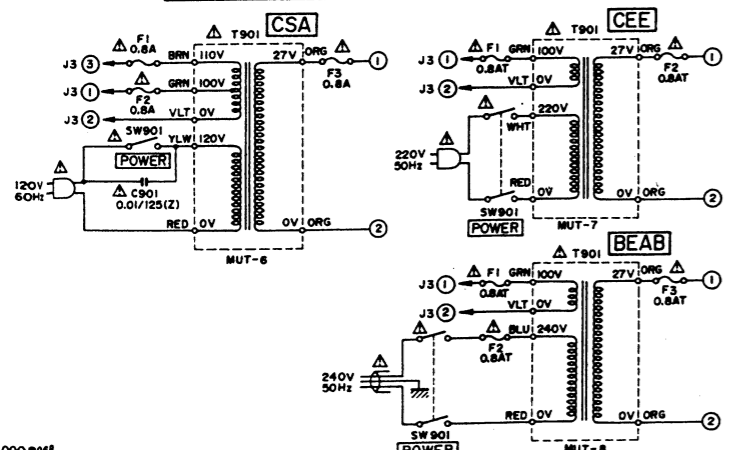 CSA
T901
F1
0.8A
BRN 110V
27V ORG
J3 3
F3
0.8A
1
J3 1
GRN 100V
F2
0.8A
J3 2
VLT 0V
SW901
YLW 120V
POWER
120V
60Hz
C901
0.01/125(Z)
RED 0V
0V ORG
2
MUT-6
CEE
T901
J3 1
F1
0.8AT
GRN 100V
27V ORG
F2
0.8AT
1
J3 2
VLT 0V
220V
WHT
220V
50Hz
RED
0V
0V ORG
2
SW901
POWER
MUT-7
BEAB
T901
J3 1
F1
0.8AT
GRN 100V
27V ORG
F3
0.8AT
1
J3 2
VLT 0V
BLU 240V
F2
0.8AT
240V
50Hz
RED 0V
0V ORG
2
SW901
POWER
MUT-8